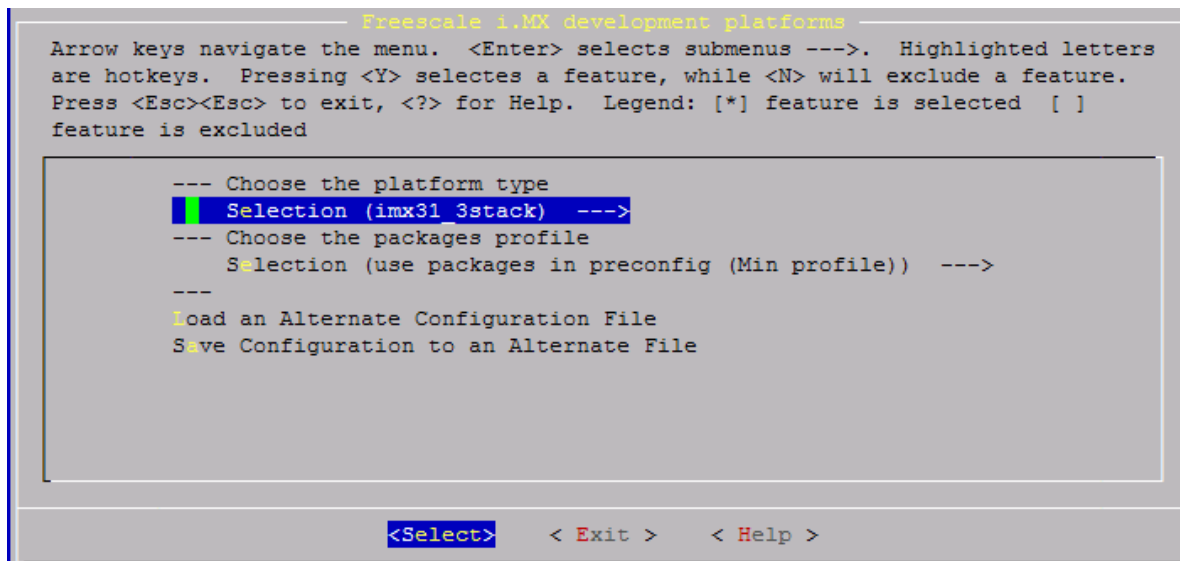 Freescale i.MX development platforms
Arrow keys navigate the menu.  <Enter> selects submenus --->.  Highlighted letters
are hotkeys.  Pressing <Y> selectes a feature, while <N> will exclude a feature.
Press <Esc><Esc> to exit, <?> for Help.  Legend: [*] feature is selected  [ ]
feature is excluded
--- Choose the platform type
Selection (imx31_3stack)  --->
--- Choose the packages profile
Selection (use packages in preconfig (Min profile))  --->
---
Load an Alternate Configuration File
Save Configuration to an Alternate File
<Select>    < Exit >    < Help >